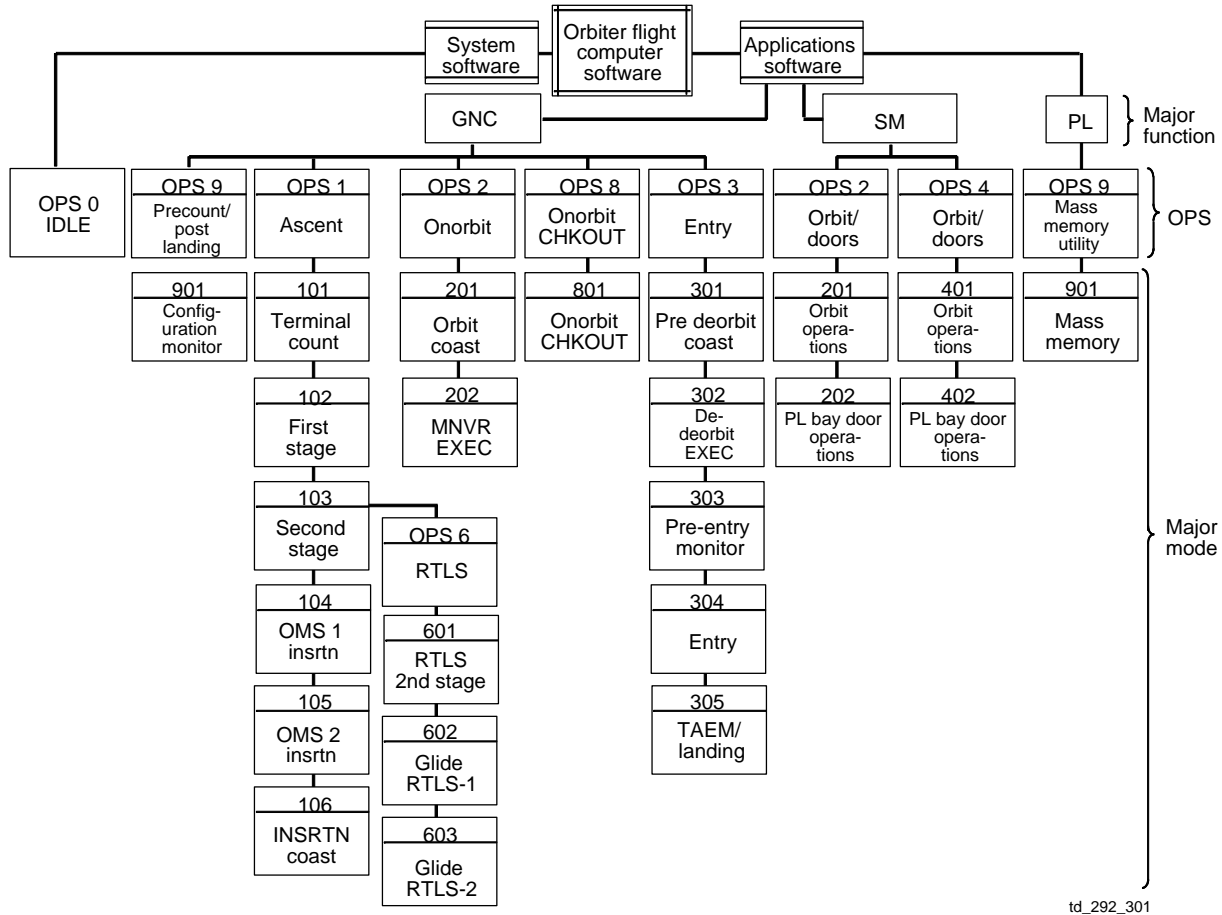 System
software
Orbiter flight
computer
software
Applications
software
GNC
SM
PL
Major
function
OPS 0
IDLE
OPS 9
Precount/
post
landing
OPS 1
Ascent
OPS 2
Onorbit
OPS 8
Onorbit
CHKOUT
OPS 3
Entry
OPS 2
Orbit/
doors
OPS 4
Orbit/
doors
OPS 9
Mass
memory
utility
OPS
901
Config-
uration
monitor
101
Terminal
count
201
Orbit
coast
801
Onorbit
CHKOUT
301
Pre deorbit
coast
201
Orbit
opera-
tions
401
Orbit
opera-
tions
901
Mass
memory
102
First
stage
202
MNVR
EXEC
302
De-
deorbit
EXEC
202
PL bay door
opera-
tions
402
PL bay door
opera-
tions
103
Second
stage
OPS 6
RTLS
303
Pre-entry
monitor
Major
mode
104
OMS 1
insrtn
601
RTLS
2nd stage
304
Entry
105
OMS 2
insrtn
602
Glide
RTLS-1
305
TAEM/
landing
106
INSRTN
coast
603
Glide
RTLS-2
td_292_301